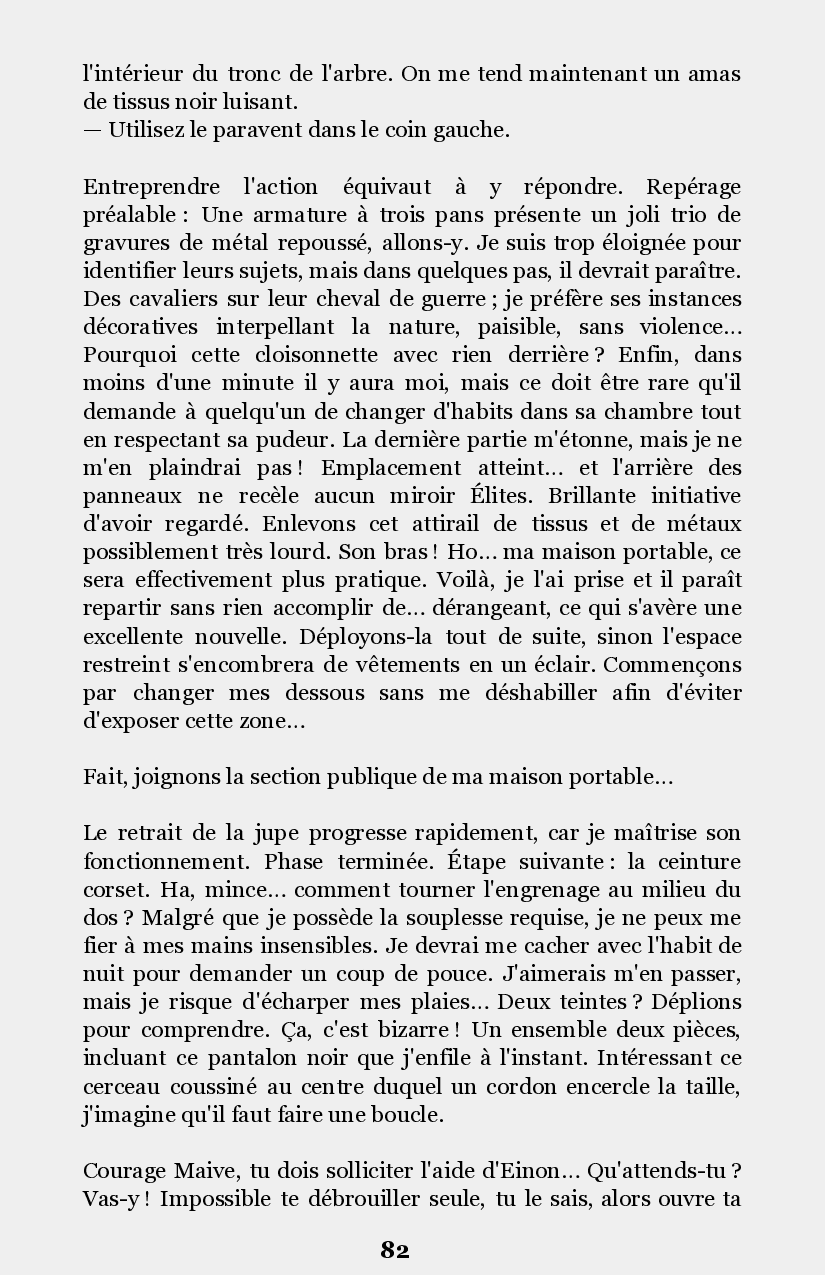 l'intérieur du tronc de l'arbre. On me tend maintenant un amas
de tissus noir luisant.
— Utilisez le paravent dans le coin gauche.
Entreprendre l'action équivaut à y répondre. Repérage
préalable : Une armature à trois pans présente un joli trio de
gravures de métal repoussé, allons-y. Je suis trop éloignée pour
identifier leurs sujets, mais dans quelques pas, il devrait paraître.
Des cavaliers sur leur cheval de guerre ; je préfère ses instances
décoratives interpellant la nature, paisible, sans violence...
Pourquoi cette cloisonnette avec rien derrière ? Enfin, dans
moins d'une minute il y aura moi, mais ce doit être rare qu'il
demande à quelqu'un de changer d'habits dans sa chambre tout
en respectant sa pudeur. La dernière partie m'étonne, mais je ne
m'en plaindrai pas ! Emplacement atteint... et l'arrière des
panneaux ne recèle aucun miroir Élites. Brillante initiative
d'avoir regardé. Enlevons cet attirail de tissus et de métaux
possiblement très lourd. Son bras ! Ho... ma maison portable, ce
sera effectivement plus pratique. Voilà, je l'ai prise et il paraît
repartir sans rien accomplir de... dérangeant, ce qui s'avère une
excellente nouvelle. Déployons-la tout de suite, sinon l'espace
restreint s'encombrera de vêtements en un éclair. Commençons
par changer mes dessous sans me déshabiller afin d'éviter
d'exposer cette zone...
Fait, joignons la section publique de ma maison portable...
Le retrait de la jupe progresse rapidement, car je maîtrise son
fonctionnement. Phase terminée. Étape suivante : la ceinture
corset. Ha, mince... comment tourner l'engrenage au milieu du
dos ? Malgré que je possède la souplesse requise, je ne peux me
fier à mes mains insensibles. Je devrai me cacher avec l'habit de
nuit pour demander un coup de pouce. J'aimerais m'en passer,
mais je risque d'écharper mes plaies... Deux teintes ? Déplions
pour comprendre. Ça, c'est bizarre ! Un ensemble deux pièces,
incluant ce pantalon noir que j'enfile à l'instant. Intéressant ce
cerceau coussiné au centre duquel un cordon encercle la taille,
j'imagine qu'il faut faire une boucle.
Courage Maive, tu dois solliciter l'aide d'Einon... Qu'attends-tu ?
Vas-y ! Impossible te débrouiller seule, tu le sais, alors ouvre ta
82